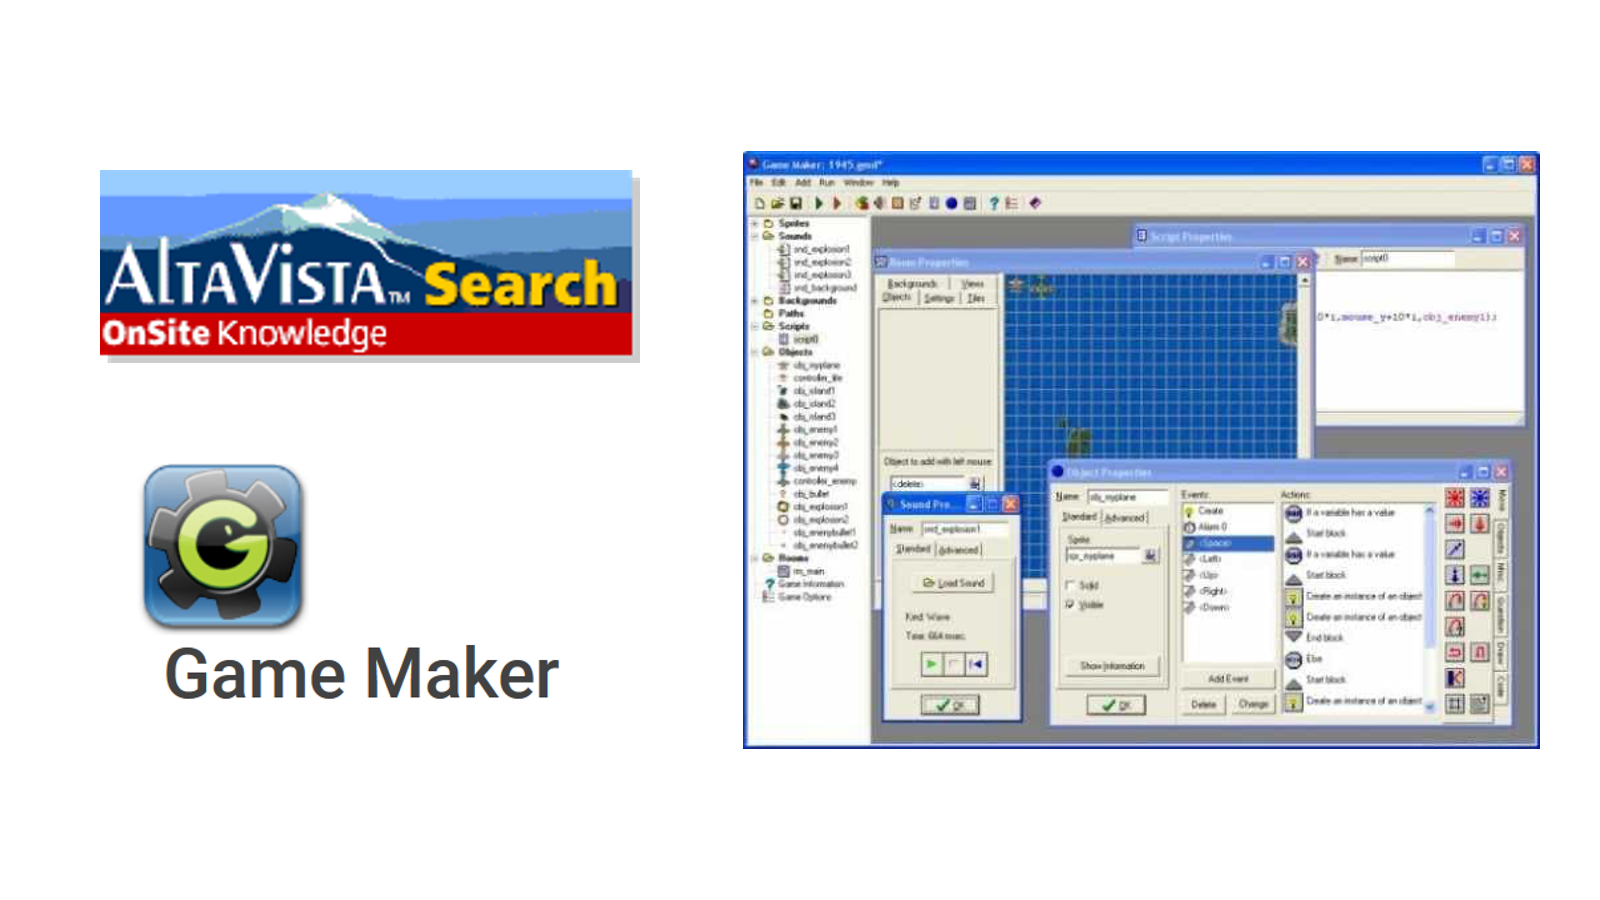 ALTAVISTA™ Search
OnSite Knowledge
Game Maker
Game Maker: 1945.gmd*
File Edit Add Run Window Help
Sprites
Sounds
snd_explosion1
snd_explosion2
snd_explosion3
snd_background
Backgrounds
Paths
Scripts
script0
Objects
obj_myplane
controller_life
obj_island1
obj_island2
obj_island3
obj_enemy1
obj_enemy2
obj_enemy3
obj_enemy4
controller_enemy
obj_bullet
obj_explosion1
obj_explosion2
obj_enemybullet1
obj_enemybullet2
Rooms
rm_main
Game Information
Game Options
Script Properties
Name: script0
0*i,mouse_y+10*i,obj_enemy1);
Room Properties
Backgrounds Views
Objects Settings Tiles
Object to add with left mouse:
<delete>
Sound Pro...
Name: snd_explosion1
Standard Advanced
Load Sound
Kind: Wave
Time: 664 msec.
OK
Object Properties
Name: obj_myplane
Standard Advanced
Sprite
spr_myplane
Solid
Visible
Show Information
OK
Events:
Create
Alarm 0
<Space>
<Left>
<Up>
<Right>
<Down>
Add Event
Delete Change
Actions:
If a variable has a value
Start block
If a variable has a value
Start block
Create an instance of an object
Create an instance of an object
End block
Else
Start block
Create an instance of an object
Move
Objects
Misc
Question
Draw
Code